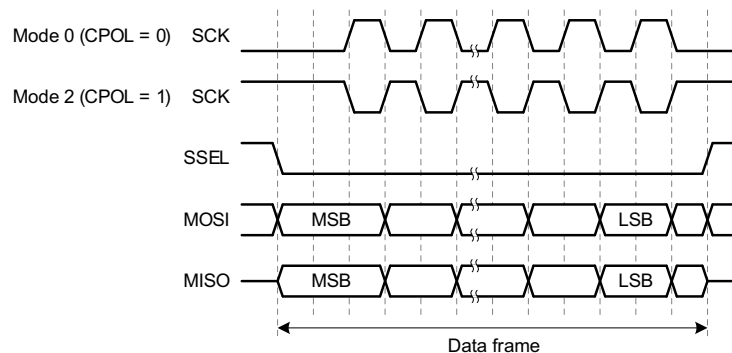 Mode 0 (CPOL = 0) SCK
Mode 2 (CPOL = 1) SCK
SSEL
MOSI MSB LSB
MISO MSB LSB
Data frame